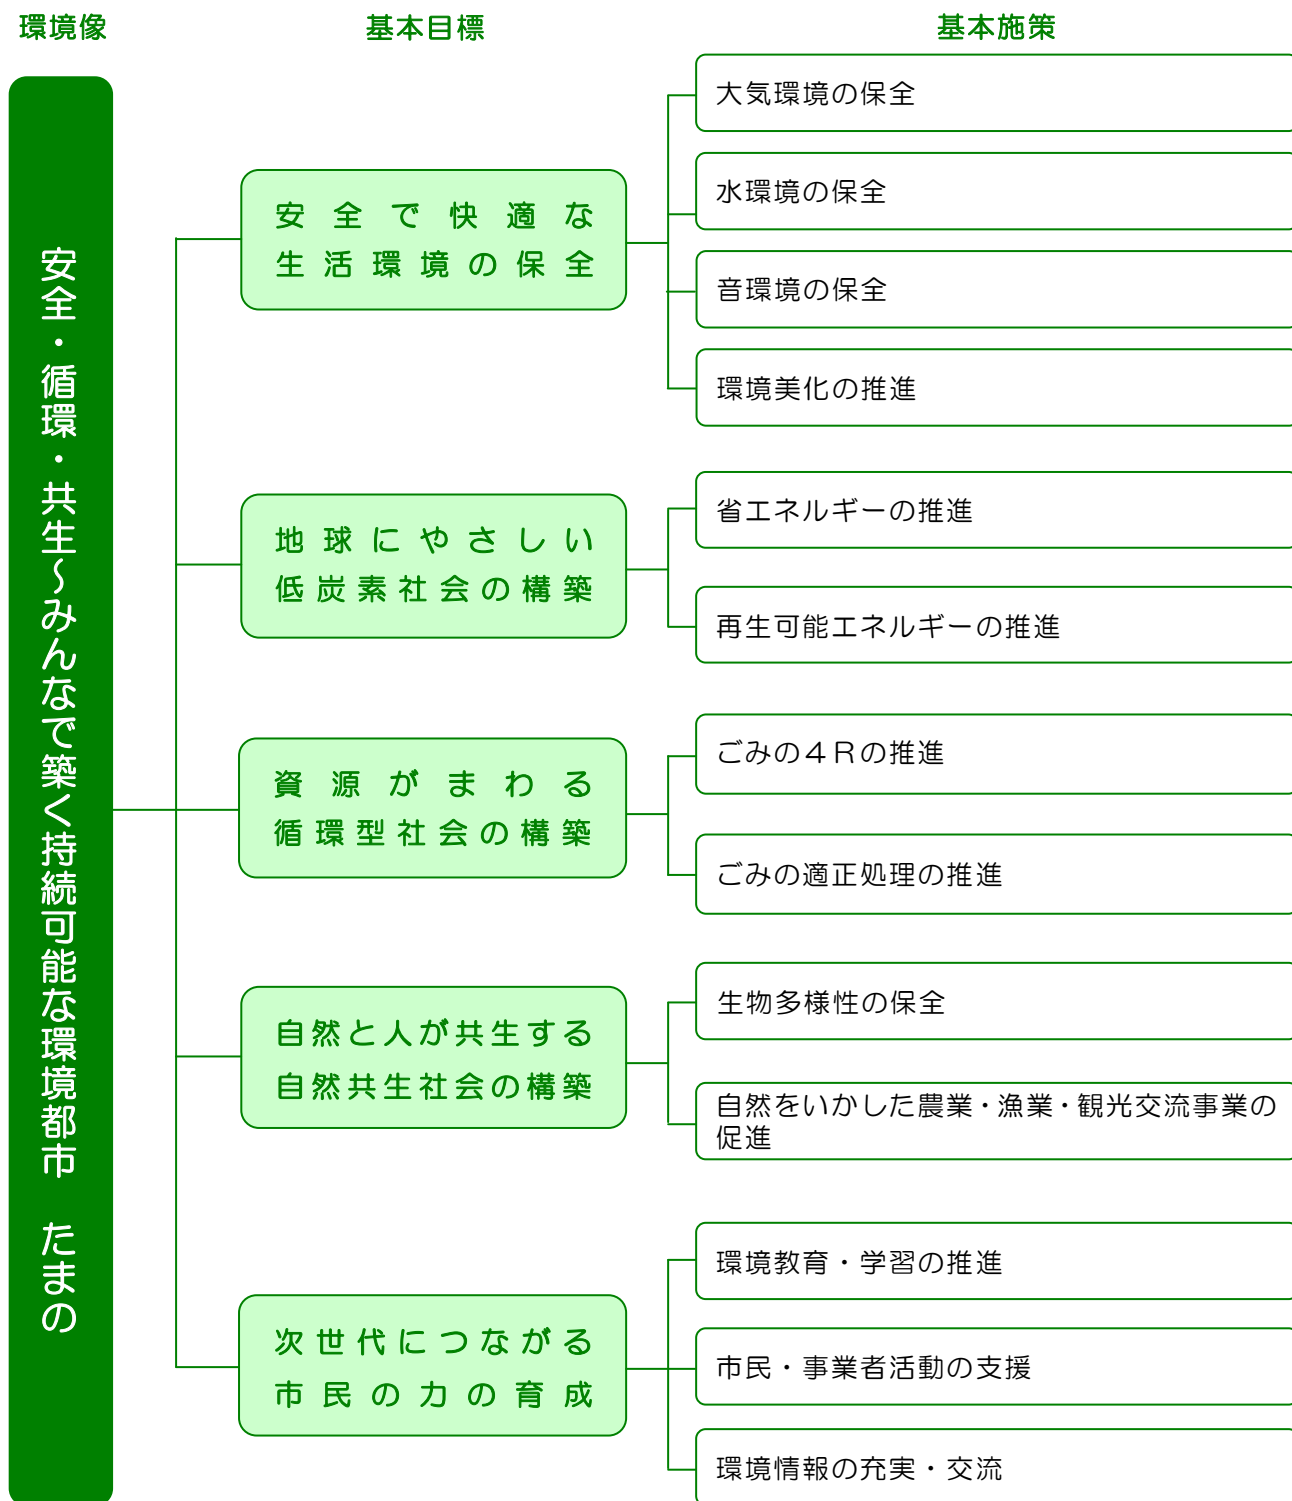 環境像
基本目標
基本施策
安全・循環・共生～みんなで築く持続可能な環境都市　たまの
安全で快適な
生活環境の保全
大気環境の保全
水環境の保全
音環境の保全
環境美化の推進
地球にやさしい
低炭素社会の構築
省エネルギーの推進
再生可能エネルギーの推進
資源がまわる
循環型社会の構築
ごみの４Ｒの推進
ごみの適正処理の推進
自然と人が共生する
自然共生社会の構築
生物多様性の保全
自然をいかした農業・漁業・観光交流事業の
促進
次世代につながる
市民の力の育成
環境教育・学習の推進
市民・事業者活動の支援
環境情報の充実・交流